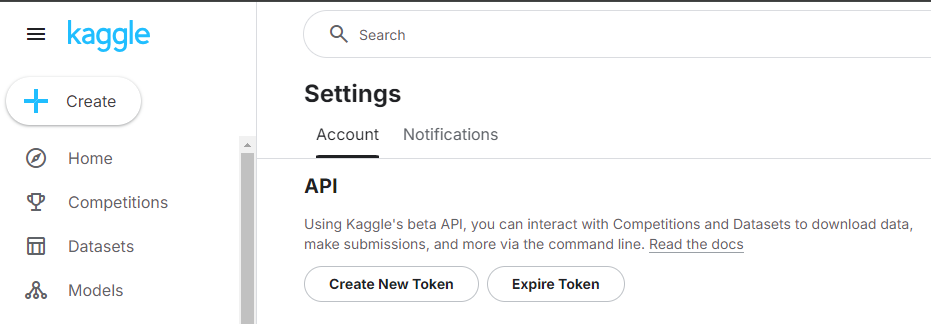 kaggle
Search
Create
Settings
Account Notifications
Home
Competitions
Datasets
Models
API
Using Kaggle's beta API, you can interact with Competitions and Datasets to download data,
make submissions, and more via the command line. Read the docs
Create New Token Expire Token